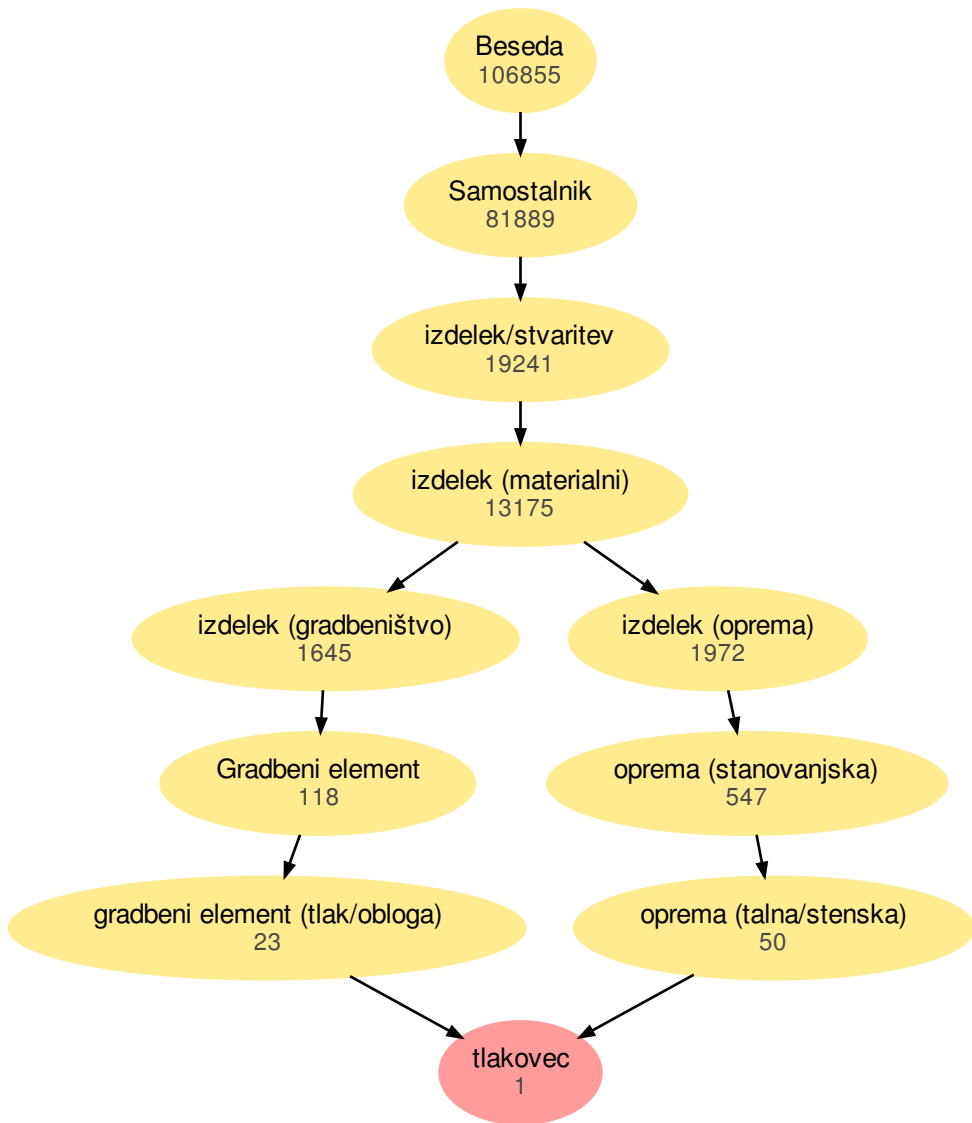 Beseda
106855
Samostalnik
81889
izdelek/stvaritev
19241
izdelek (materialni)
13175
izdelek (gradbeništvo)
1645
izdelek (oprema)
1972
Gradbeni element
118
oprema (stanovanjska)
547
gradbeni element (tlak/obloga)
23
oprema (talna/stenska)
50
tlakovec
1